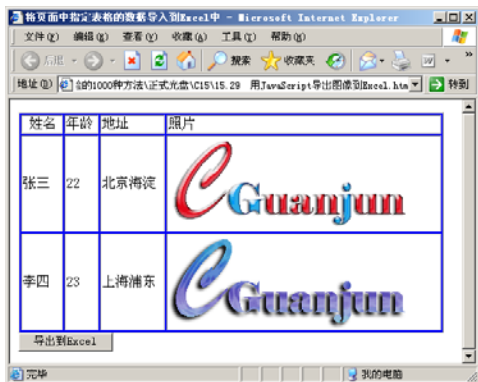 将页面中指定表格的数据导入到Excel中 - Microsoft Internet Explorer
文件(F) 编辑(E) 查看(V) 收藏(A) 工具(T) 帮助(H)
后退 搜索 收藏夹
地址(D) 的1000种方法\正式光盘\C15\15.29 用JavaScript导出图像到Excel.htm 转到
姓名 年龄 地址 照片
张三 22 北京海淀 CGuanjun
李四 23 上海浦东 CGuanjun
导出到Excel
完毕 我的电脑